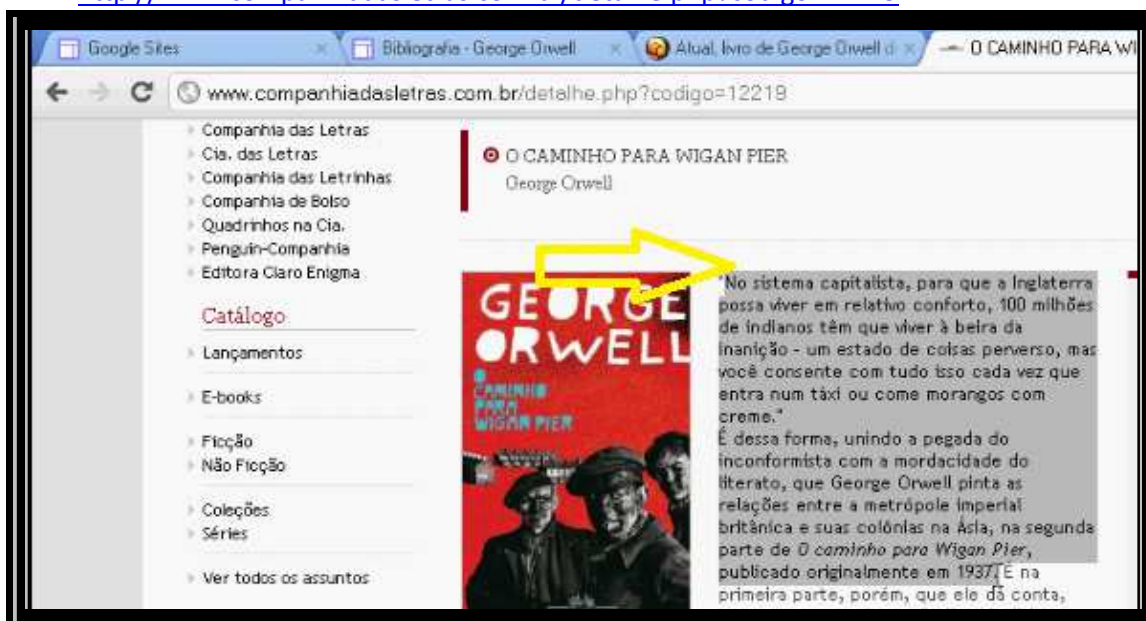 Google Sites
Bibliografia - George Orwell
Atual, livro de George Orwell d
O CAMINHO PARA WI
www.companhiadasletras.com.br/detalhe.php?codigo=12219
Companhia das Letras
Cia. das Letras
Companhia das Letrinhas
Companhia de Bolso
Quadrinhos na Cia.
Penguin-Companhia
Editora Claro Enigma
Catálogo
Lançamentos
E-books
Ficção
Não Ficção
Coleções
Séries
Ver todos os assuntos
O CAMINHO PARA WIGAN PIER
George Orwell
GEORGE
ORWELL
O
CAMINHO
PARA
WIGAN PIER
"No sistema capitalista, para que a Inglaterra
possa viver em relativo conforto, 100 milhões
de indianos têm que viver à beira da
inanição - um estado de coisas perverso, mas
você consente com tudo isso cada vez que
entra num táxi ou come morangos com
creme."
É dessa forma, unindo a pegada do
inconformista com a mordacidade do
literato, que George Orwell pinta as
relações entre a metrópole imperial
britânica e suas colônias na Ásia, na segunda
parte de O caminho para Wigan Pier,
publicado originalmente em 1937. É na
primeira parte, porém, que ele dá conta,